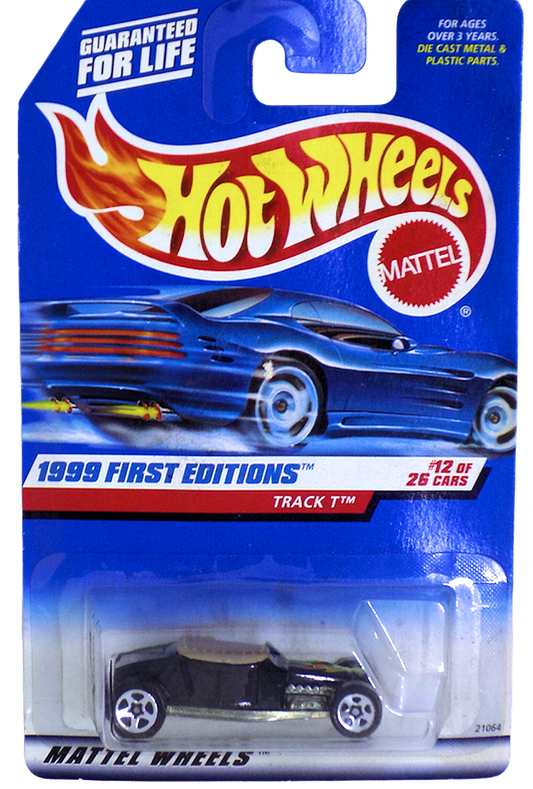 GUARANTEED
FOR LIFE
FOR AGES
OVER 3 YEARS.
DIE CAST METAL &
PLASTIC PARTS.
HOT WHEELS
MATTEL
®
1999 FIRST EDITIONS™
#12 OF
26 CARS
TRACK T™
21064
MATTEL WHEELS™